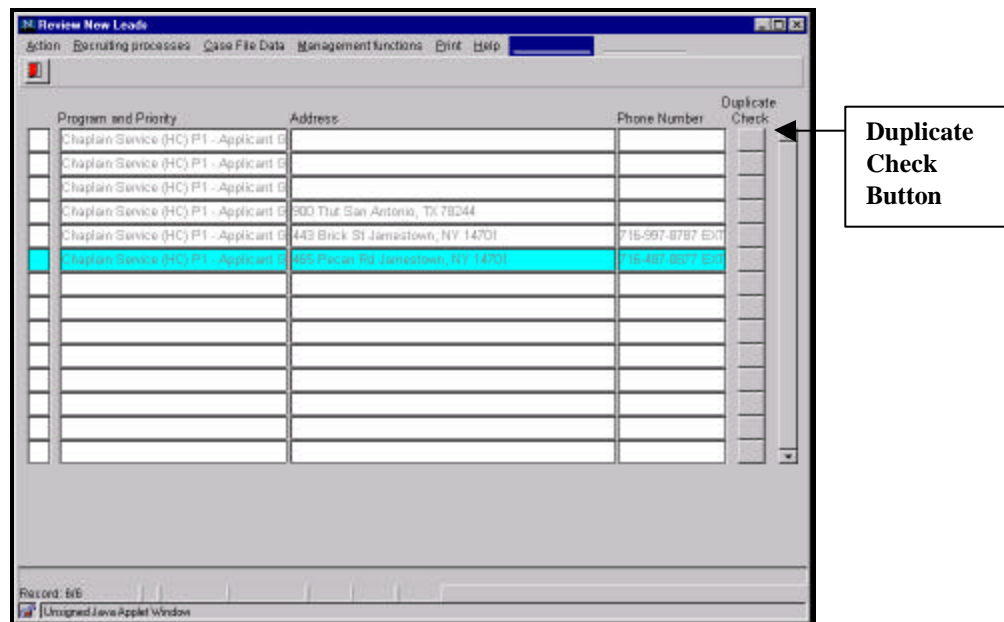 Review New Leads
Action Recruiting processes Case File Data Management functions Print Help
Duplicate
Program and Priority Address Phone Number Check
Chaplain Service (HC) P1 - Applicant G
Chaplain Service (HC) P1 - Applicant G
Chaplain Service (HC) P1 - Applicant G
Chaplain Service (HC) P1 - Applicant G 900 Ttut San Antonio, TX 78244
Chaplain Service (HC) P1 - Applicant G 443 Brick St Jamestown, NY 14701 716-997-8787 EXT
Chaplain Service (HC) P1 - Applicant G 465 Pecan Rd Jamestown, NY 14701 716-487-8877 EXT
Record: 6/6
Unsigned Java Applet Window
Duplicate
Check
Button